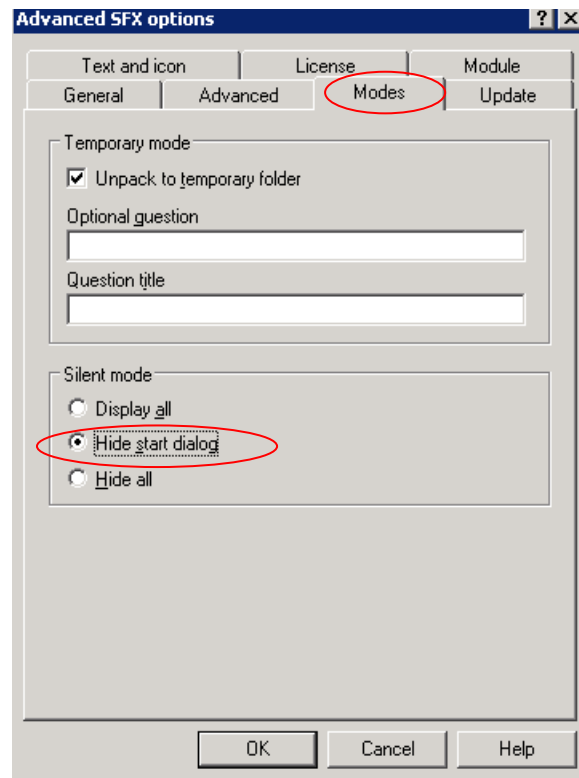 Advanced SFX options
Text and icon License Module
General Advanced Modes Update
Temporary mode
Unpack to temporary folder
Optional question
Question title
Silent mode
Display all
Hide start dialog
Hide all
OK Cancel Help